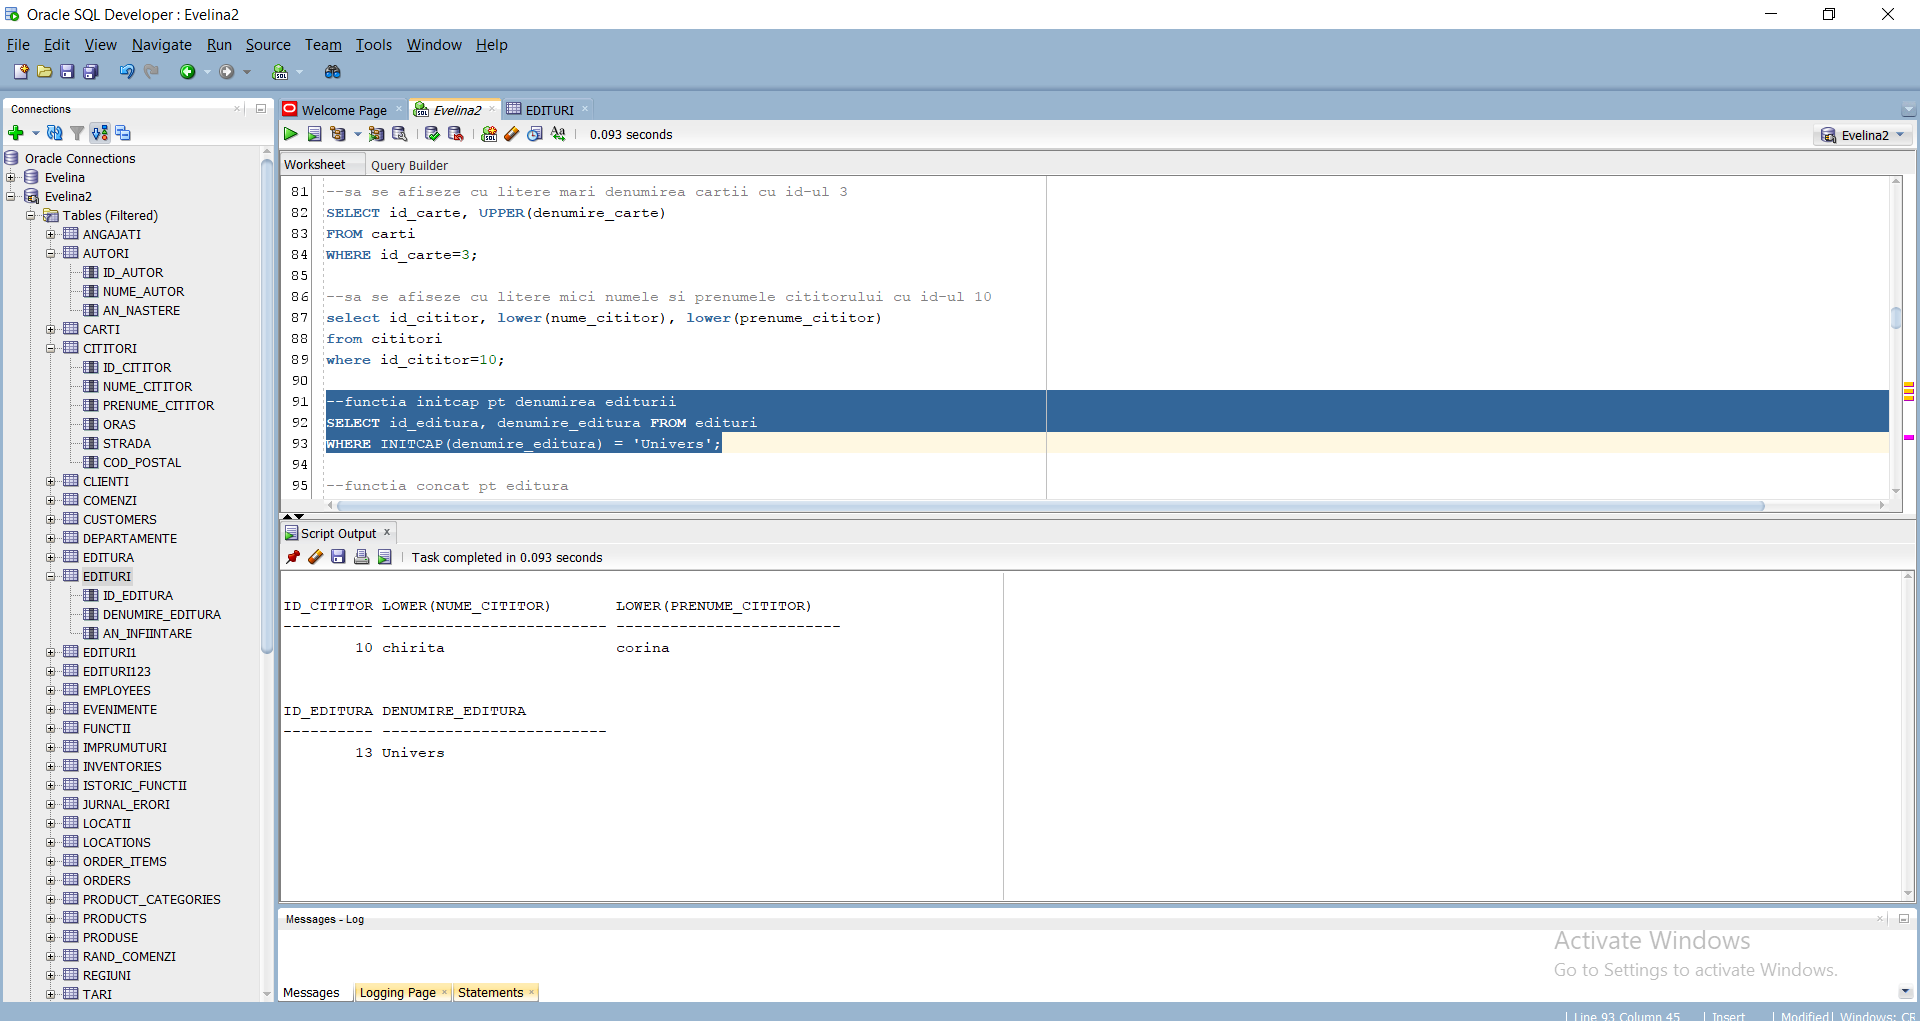 Oracle SQL Developer : Evelina2
File Edit View Navigate Run Source Team Tools Window Help
Connections
Oracle Connections
Evelina
Evelina2
Tables (Filtered)
ANGAJATI
AUTORI
ID_AUTOR
NUME_AUTOR
AN_NASTERE
CARTI
CITITORI
ID_CITITOR
NUME_CITITOR
PRENUME_CITITOR
ORAS
STRADA
COD_POSTAL
CLIENTI
COMENZI
CUSTOMERS
DEPARTAMENTE
EDITURA
EDITURI
ID_EDITURA
DENUMIRE_EDITURA
AN_INFIINTARE
EDITURI1
EDITURI123
EMPLOYEES
EVENIMENTE
FUNCTII
IMPRUMUTURI
INVENTORIES
ISTORIC_FUNCTII
JURNAL_ERORI
LOCATII
LOCATIONS
ORDER_ITEMS
ORDERS
PRODUCT_CATEGORIES
PRODUCTS
PRODUSE
RAND_COMENZI
REGIUNI
TARI
Welcome Page Evelina2 EDITURI
0.093 seconds Evelina2
Worksheet Query Builder
81 --sa se afiseze cu litere mari denumirea cartii cu id-ul 3
82 SELECT id_carte, UPPER(denumire_carte)
83 FROM carti
84 WHERE id_carte=3;
85
86 --sa se afiseze cu litere mici numele si prenumele cititorului cu id-ul 10
87 select id_cititor, lower(nume_cititor), lower(prenume_cititor)
88 from cititori
89 where id_cititor=10;
90
91 --functia initcap pt denumirea editurii
92 SELECT id_editura, denumire_editura FROM edituri
93 WHERE INITCAP(denumire_editura) = 'Univers';
94
95 --functia concat pt editura
Script Output
Task completed in 0.093 seconds
ID_CITITOR LOWER(NUME_CITITOR) LOWER(PRENUME_CITITOR)
---------- ------------------------- -------------------------
10 chirita corina
ID_EDITURA DENUMIRE_EDITURA
---------- -------------------------
13 Univers
Messages - Log
Activate Windows
Go to Settings to activate Windows.
Messages Logging Page Statements
Line 93 Column 45 | Insert | Modified| Windows: CR